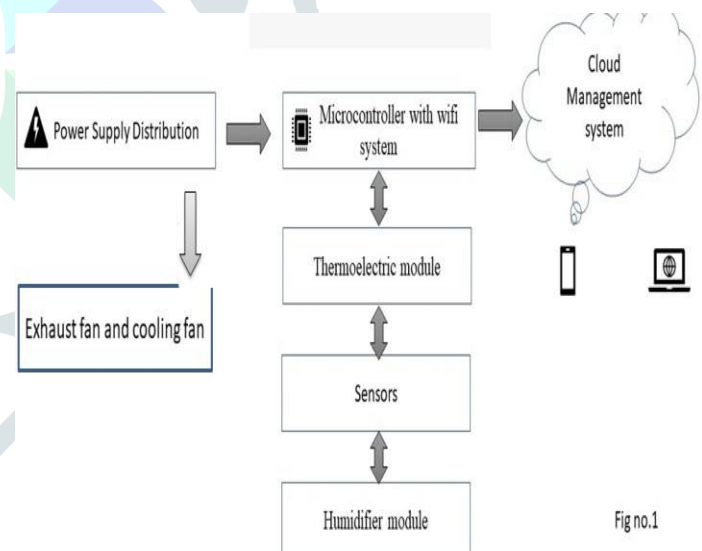 Power Supply Distribution
Microcontroller with wifi
system
Cloud
Management
system
Thermoelectric module
Exhaust fan and cooling fan
Sensors
Humidifier module
Fig no.1